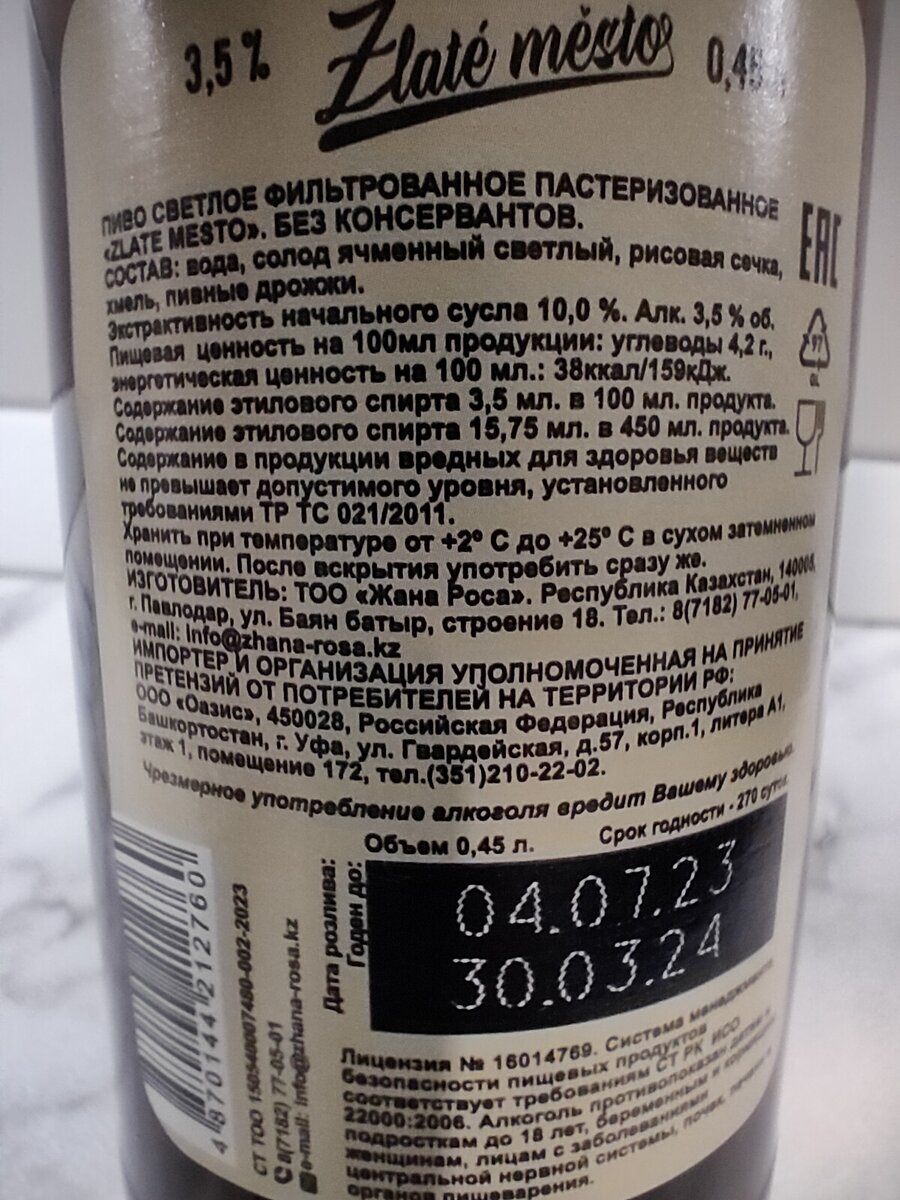 3,5 %
Zlaté město
0,45
ПИВО СВЕТЛОЕ ФИЛЬТРОВАННОЕ ПАСТЕРИЗОВАННОЕ
«ZLATE MESTO». БЕЗ КОНСЕРВАНТОВ.
СОСТАВ: вода, солод ячменный светлый, рисовая сечка,
хмель, пивные дрожжи.
Экстрактивность начального сусла 10,0 %. Алк. 3,5 % об.
Пищевая ценность на 100мл продукции: углеводы 4,2 г.,
энергетическая ценность на 100 мл.: 38ккал/159кДж.
Содержание этилового спирта 3,5 мл. в 100 мл. продукта.
Содержание этилового спирта 15,75 мл. в 450 мл. продукта.
Содержание в продукции вредных для здоровья веществ
не превышает допустимого уровня, установленного
требованиями ТР ТС 021/2011.
Хранить при температуре от +2º С до +25º С в сухом затемненном
помещении. После вскрытия употребить сразу же.
ИЗГОТОВИТЕЛЬ: ТОО «Жана Роса». Республика Казахстан, 140005,
г. Павлодар, ул. Баян батыр, строение 18. Тел.: 8(7182) 77-05-01,
e-mail: info@zhana-rosa.kz
ИМПОРТЕР И ОРГАНИЗАЦИЯ УПОЛНОМОЧЕННАЯ НА ПРИНЯТИЕ
ПРЕТЕНЗИЙ ОТ ПОТРЕБИТЕЛЕЙ НА ТЕРРИТОРИИ РФ:
ООО «Оазис», 450028, Российская Федерация, Республика
Башкортостан, г. Уфа, ул. Гвардейская, д.57, корп.1, литера А1,
этаж 1, помещение 172, тел.(351)210-22-02.
Чрезмерное употребление алкоголя вредит Вашему здоровью.
Объем 0,45 л.
Срок годности - 270 суток.
Дата розлива:
Годен до:
04.07.23
30.03.24
EAC
97
GL
4 870144 212760
СТ ТОО 150540007480-002-2023
8(7182) 77-05-01
e-mail: info@zhana-rosa.kz
Лицензия № 16014769. Система менеджмента
безопасности пищевых продуктов
соответствует требованиям СТ РК ИСО
22000:2006. Алкоголь противопоказан детям и
подросткам до 18 лет, беременным и кормящим
женщинам, лицам с заболеваниями
центральной нервной системы, почек, печени и
органов пищеварения.